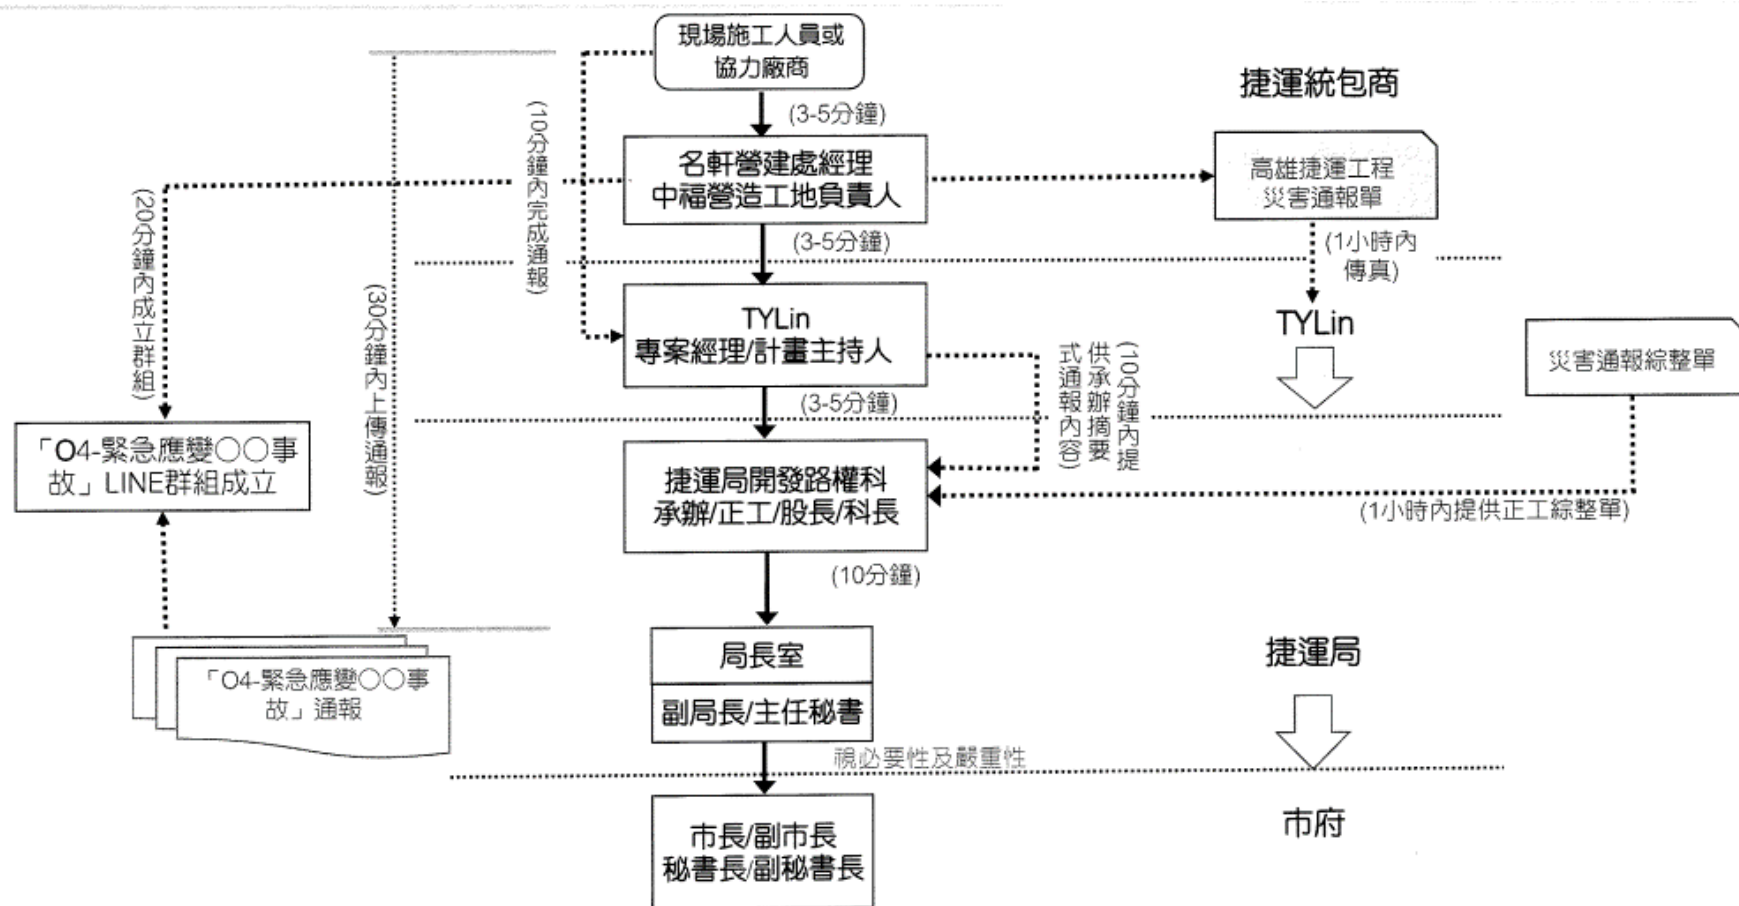 現場施工人員或
協力廠商
捷運統包商
(3-5分鐘)
(10分鐘內完成通報)
名軒營建處經理
中福營造工地負責人
高雄捷運工程
災害通報單
(20分鐘內成立群組)
(3-5分鐘)
(1小時內
傳真)
(30分鐘內上傳通報)
TYLin
專案經理/計畫主持人
TYLin
(10分鐘內提
供承辦摘要
式通報內容)
災害通報綜整單
(3-5分鐘)
「O4-緊急應變○○事
故」LINE群組成立
捷運局開發路權科
承辦/正工/股長/科長
(1小時內提供正工綜整單)
(10分鐘)
局長室
捷運局
「O4-緊急應變○○事
故」通報
副局長/主任秘書
視必要性及嚴重性
市長/副市長
秘書長/副秘書長
市府